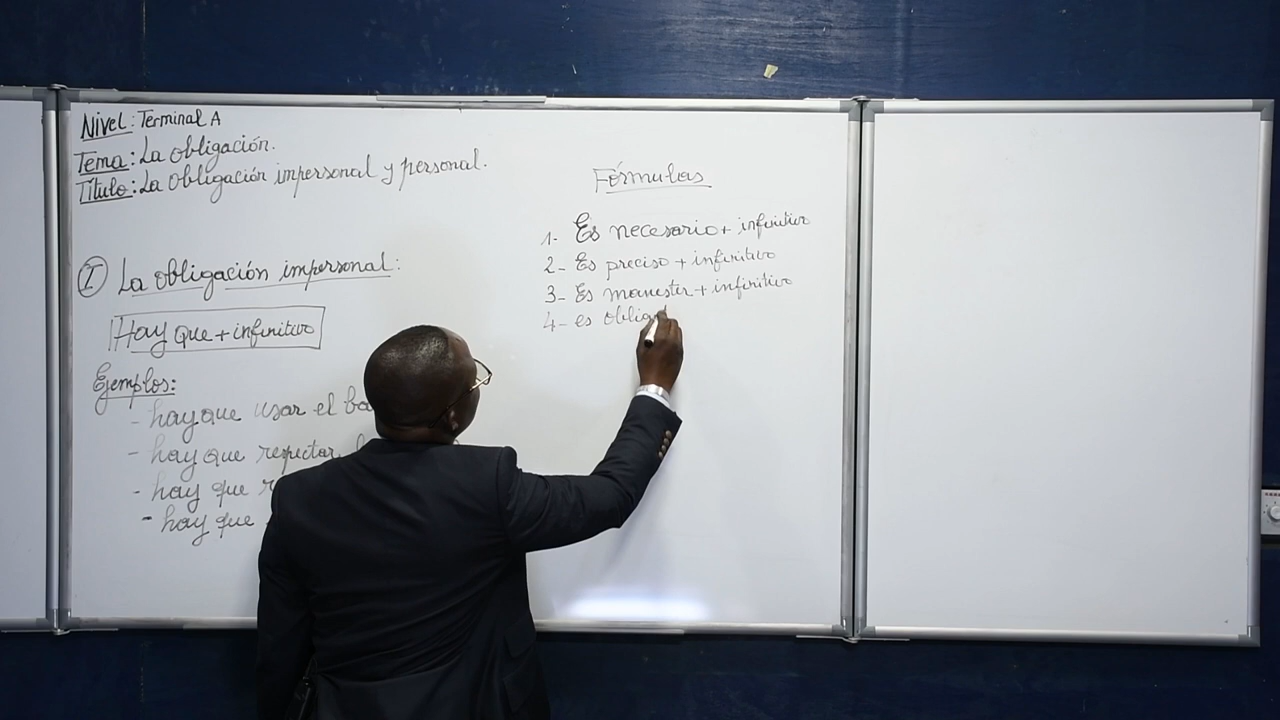 Nivel: Terminal A
Tema: La obligación.
Título: La obligación impersonal y personal.
I La obligación impersonal:
Hay que + infinitivo
Ejemplos:
- hay que usar el
- hay que respectar
- hay que
- hay que
Fórmulas
1- Es necesario + infinitivo
2- Es preciso + infinitivo
3- Es manester + infinitivo
4- es oblig